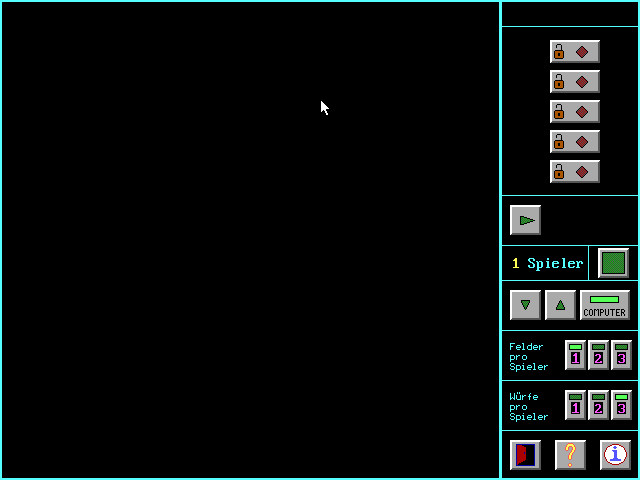 1 Spieler
COMPUTER
Felder
pro
Spieler
1 2 3
Würfe
pro
Spieler
1 2 3
? i